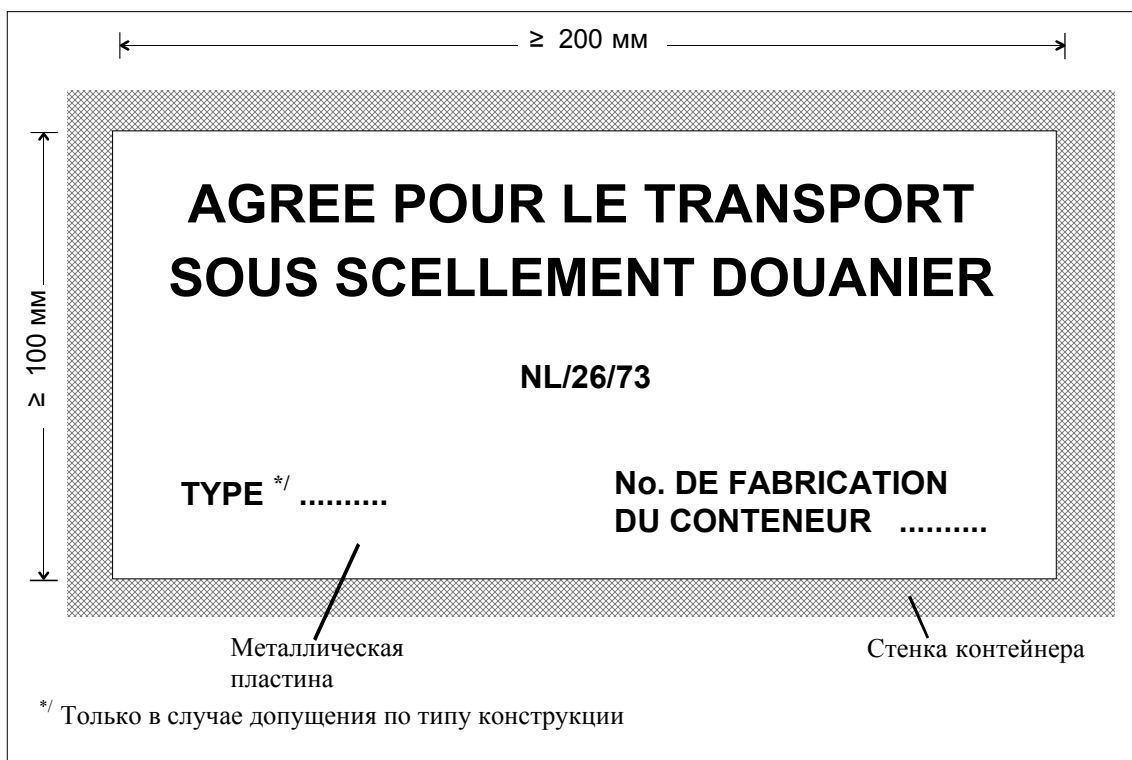 ≥ 200 мм
≥ 100 мм
AGREE POUR LE TRANSPORT
SOUS SCELLEMENT DOUANIER
NL/26/73
TYPE */ ..........
No. DE FABRICATION
DU CONTENEUR ..........
Металлическая
пластина
Стенка контейнера
*/ Только в случае допущения по типу конструкции